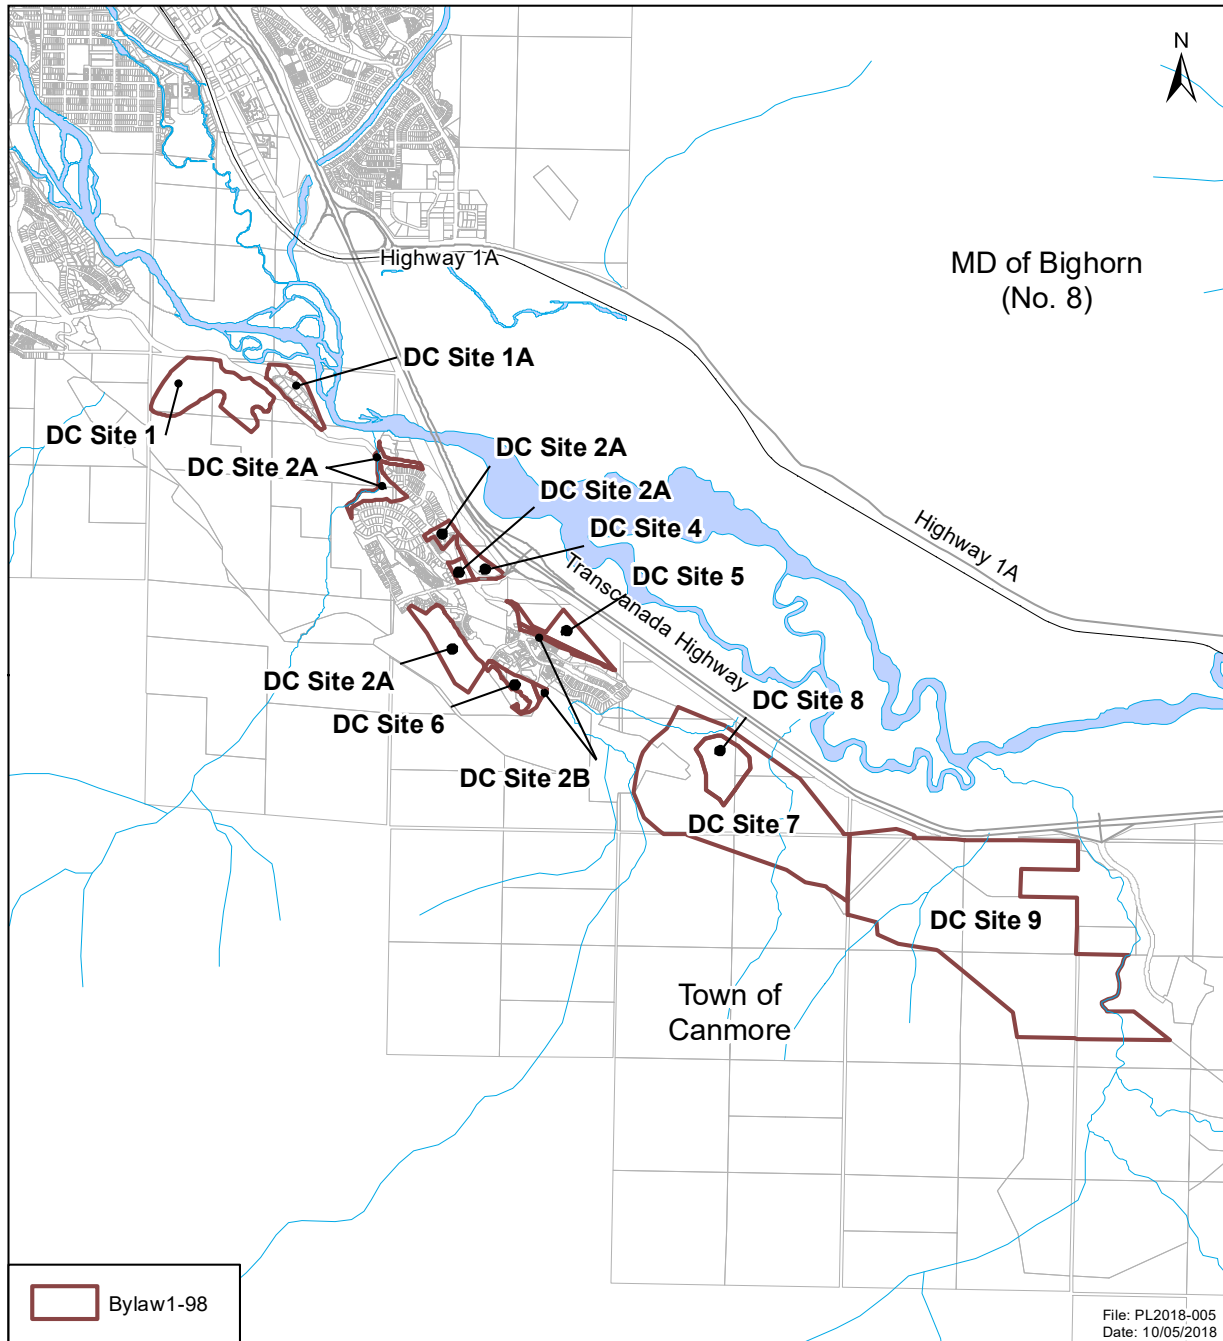 N
Highway 1A
MD of Bighorn
(No. 8)
DC Site 1A
DC Site 1
DC Site 2A
DC Site 2A
DC Site 2A
DC Site 4
Highway 1A
Transcanada Highway
DC Site 5
DC Site 2A
DC Site 6
DC Site 8
DC Site 2B
DC Site 7
DC Site 9
Town of
Canmore
Bylaw1-98
File: PL2018-005
Date: 10/05/2018